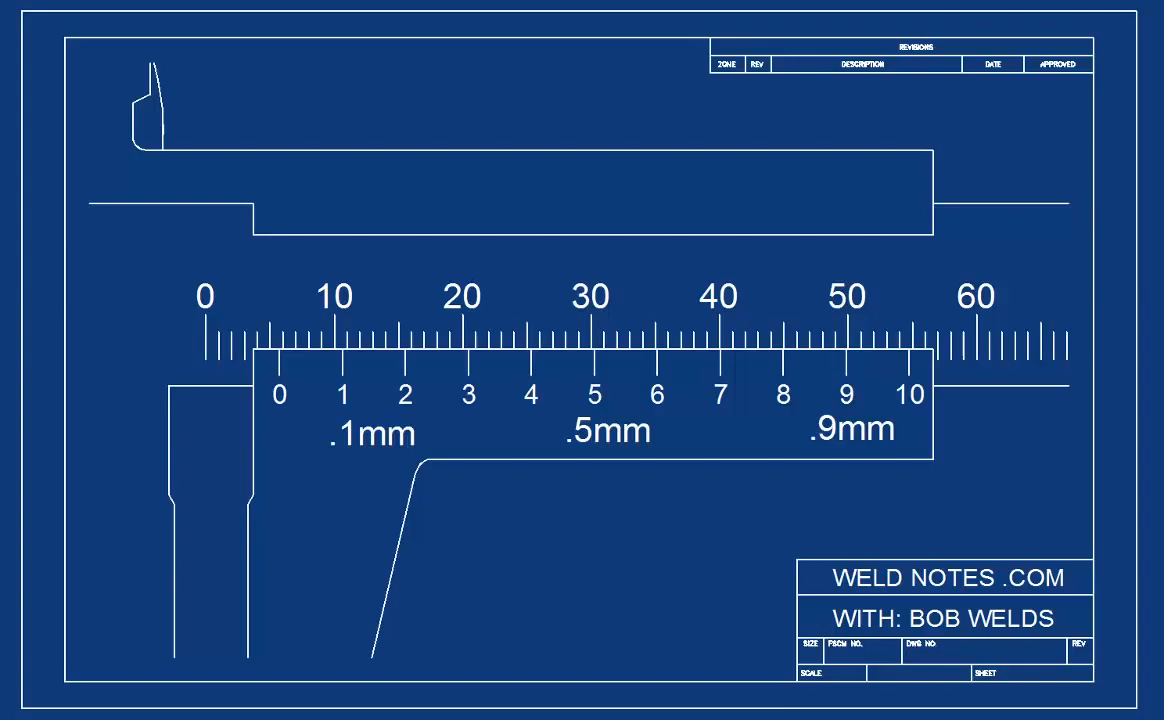 REVISIONS
ZONE REV DESCRIPTION DATE APPROVED
0 10 20 30 40 50 60
0 1 2 3 4 5 6 7 8 9 10
.1mm .5mm .9mm
WELD NOTES .COM
WITH: BOB WELDS
SIZE FSCM NO. DWG NO REV
SCALE SHEET